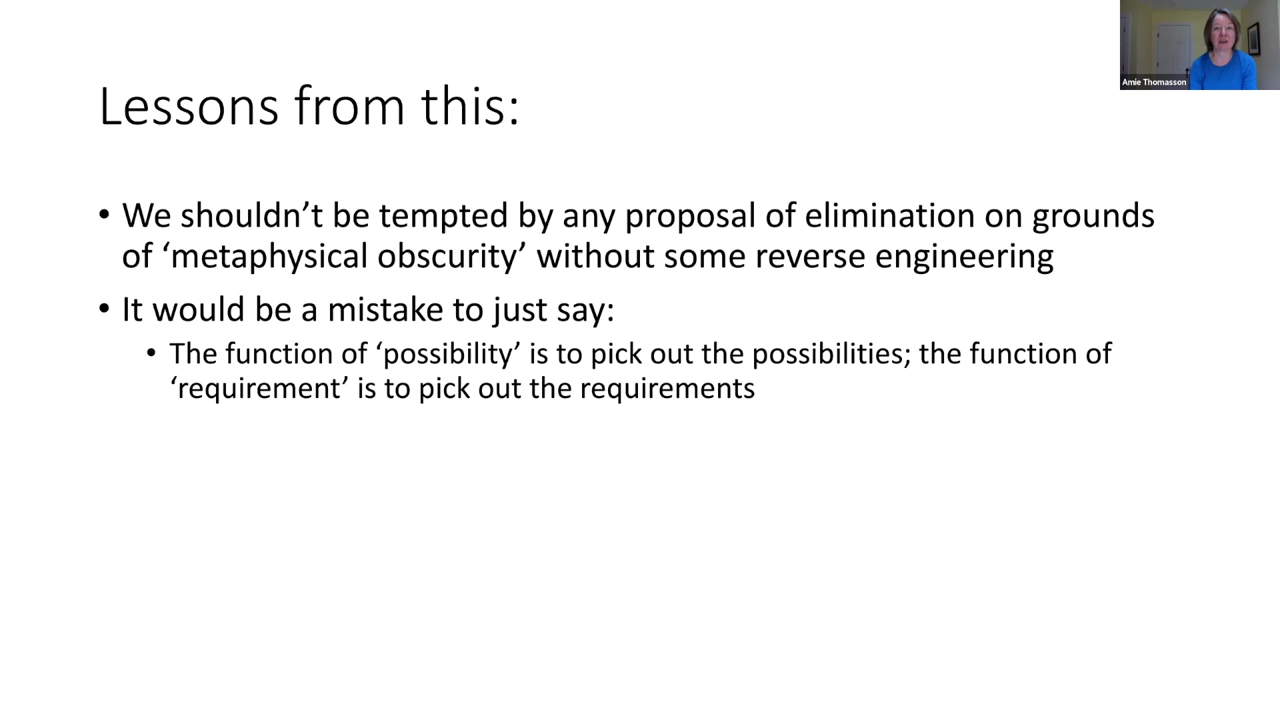 Amie Thomasson
Lessons from this:
• We shouldn’t be tempted by any proposal of elimination on grounds
of ‘metaphysical obscurity’ without some reverse engineering
• It would be a mistake to just say:
• The function of ‘possibility’ is to pick out the possibilities; the function of
‘requirement’ is to pick out the requirements